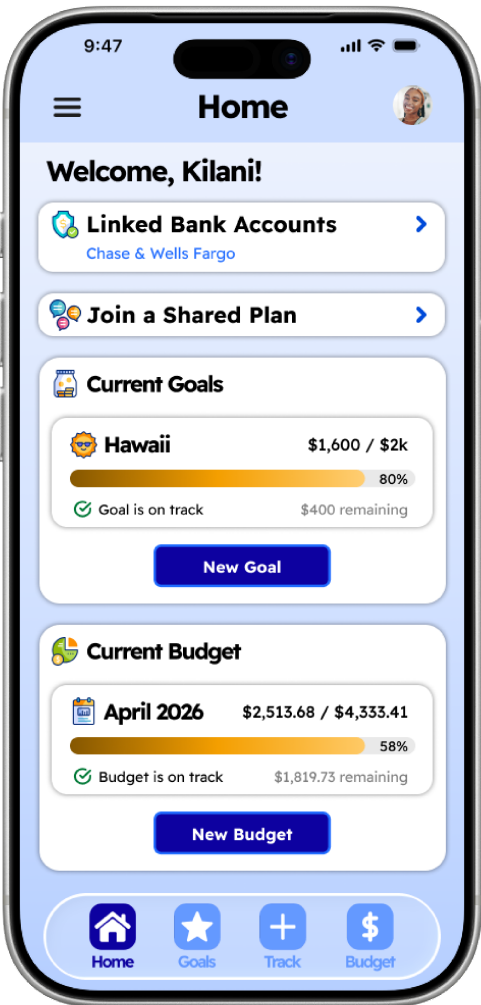 9:47
Home
Welcome, Kilani!
Linked Bank Accounts
Chase & Wells Fargo
Join a Shared Plan
Current Goals
Hawaii $1,600 / $2k
80%
Goal is on track $400 remaining
New Goal
Current Budget
April 2026 $2,513.68 / $4,333.41
58%
Budget is on track $1,819.73 remaining
New Budget
Home Goals Track Budget